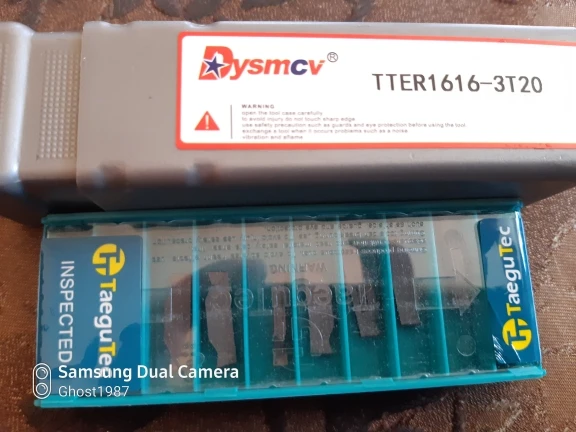 Dysmcv®
TTER1616-3T20
WARNING
open the tool case carefully
to avoid injury do not touch sharp edge
use safety precaution such as guards and eye protection before using the tool
exchange a tool when it occurs problems such as a noise
vibration and aflame
TaeguTec
INSPECTED
TaeguTec
WARNING
Samsung Dual Camera
Ghost1987